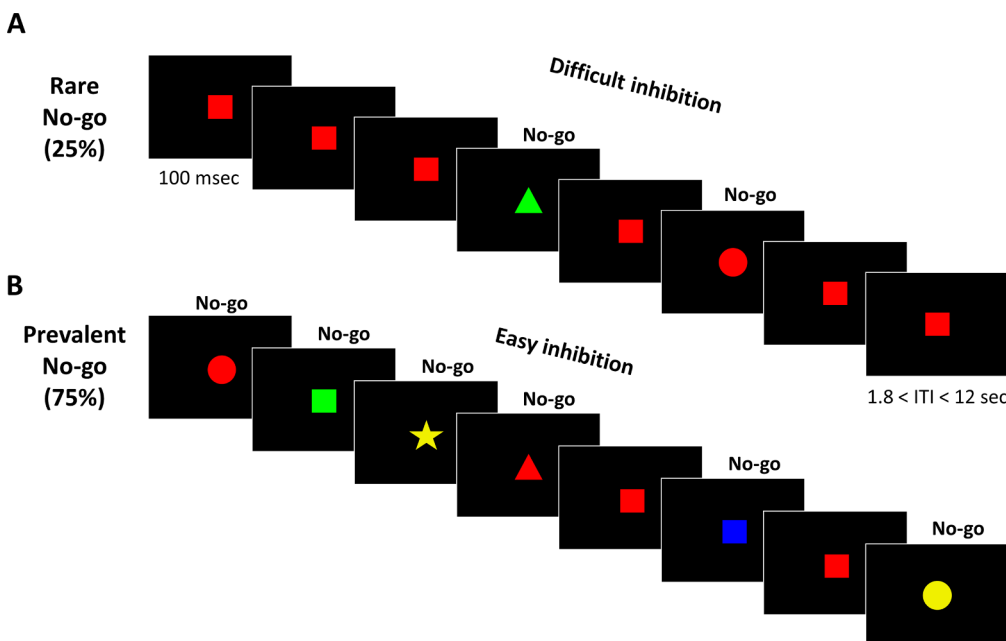 A
Rare
No-go
(25%)
Difficult inhibition
No-go
100 msec
No-go
B
No-go
Prevalent
No-go
(75%)
No-go
Easy inhibition
No-go
No-go
1.8 < ITI < 12 sec
No-go
No-go